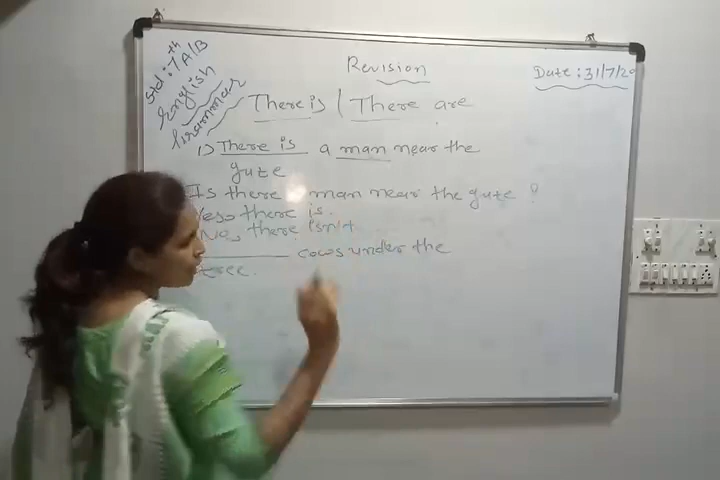 Std: 7th A/B
English
Grammar
Revision
Date: 31/7/20
There is / There are
1) There is a man near the
gate
Is there man near the gate ?
Yes, there is.
No, there isn't
______ cows under the
tree.